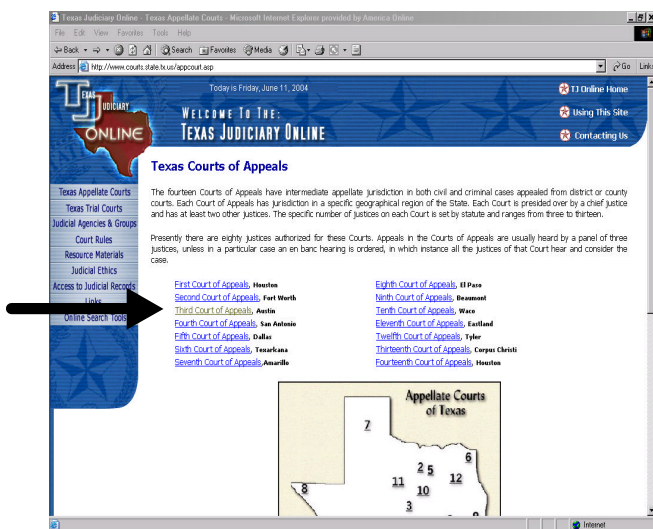 Texas Judiciary Online - Texas Appellate Courts - Microsoft Internet Explorer provided by America Online
File Edit View Favorites Tools Help
Back Search Favorites Media
Address http://www.courts.state.tx.us/appcourt.asp Go Links
TEXAS JUDICIARY ONLINE
Today is Friday, June 11, 2004
WELCOME TO THE:
TEXAS JUDICIARY ONLINE
TJ Online Home
Using This Site
Contacting Us
Texas Appellate Courts
Texas Trial Courts
Judicial Agencies & Groups
Court Rules
Resource Materials
Judicial Ethics
Access to Judicial Records
Links
Online Search Tools
Texas Courts of Appeals
The fourteen Courts of Appeals have intermediate appellate jurisdiction in both civil and criminal cases appealed from district or county
courts. Each Court of Appeals has jurisdiction in a specific geographical region of the State. Each Court is presided over by a chief justice
and has at least two other justices. The specific number of justices on each Court is set by statute and ranges from three to thirteen.
Presently there are eighty justices authorized for these Courts. Appeals in the Courts of Appeals are usually heard by a panel of three
justices, unless in a particular case an en banc hearing is ordered, in which instance all the justices of that Court hear and consider the
case.
First Court of Appeals, Houston
Second Court of Appeals, Fort Worth
Third Court of Appeals, Austin
Fourth Court of Appeals, San Antonio
Fifth Court of Appeals, Dallas
Sixth Court of Appeals, Texarkana
Seventh Court of Appeals,Amarillo
Eighth Court of Appeals, El Paso
Ninth Court of Appeals, Beaumont
Tenth Court of Appeals, Waco
Eleventh Court of Appeals, Eastland
Twelfth Court of Appeals, Tyler
Thirteenth Court of Appeals, Corpus Christi
Fourteenth Court of Appeals, Houston
Appellate Courts
of Texas
7
6
2 5
11 12
10
8
3
9
Internet